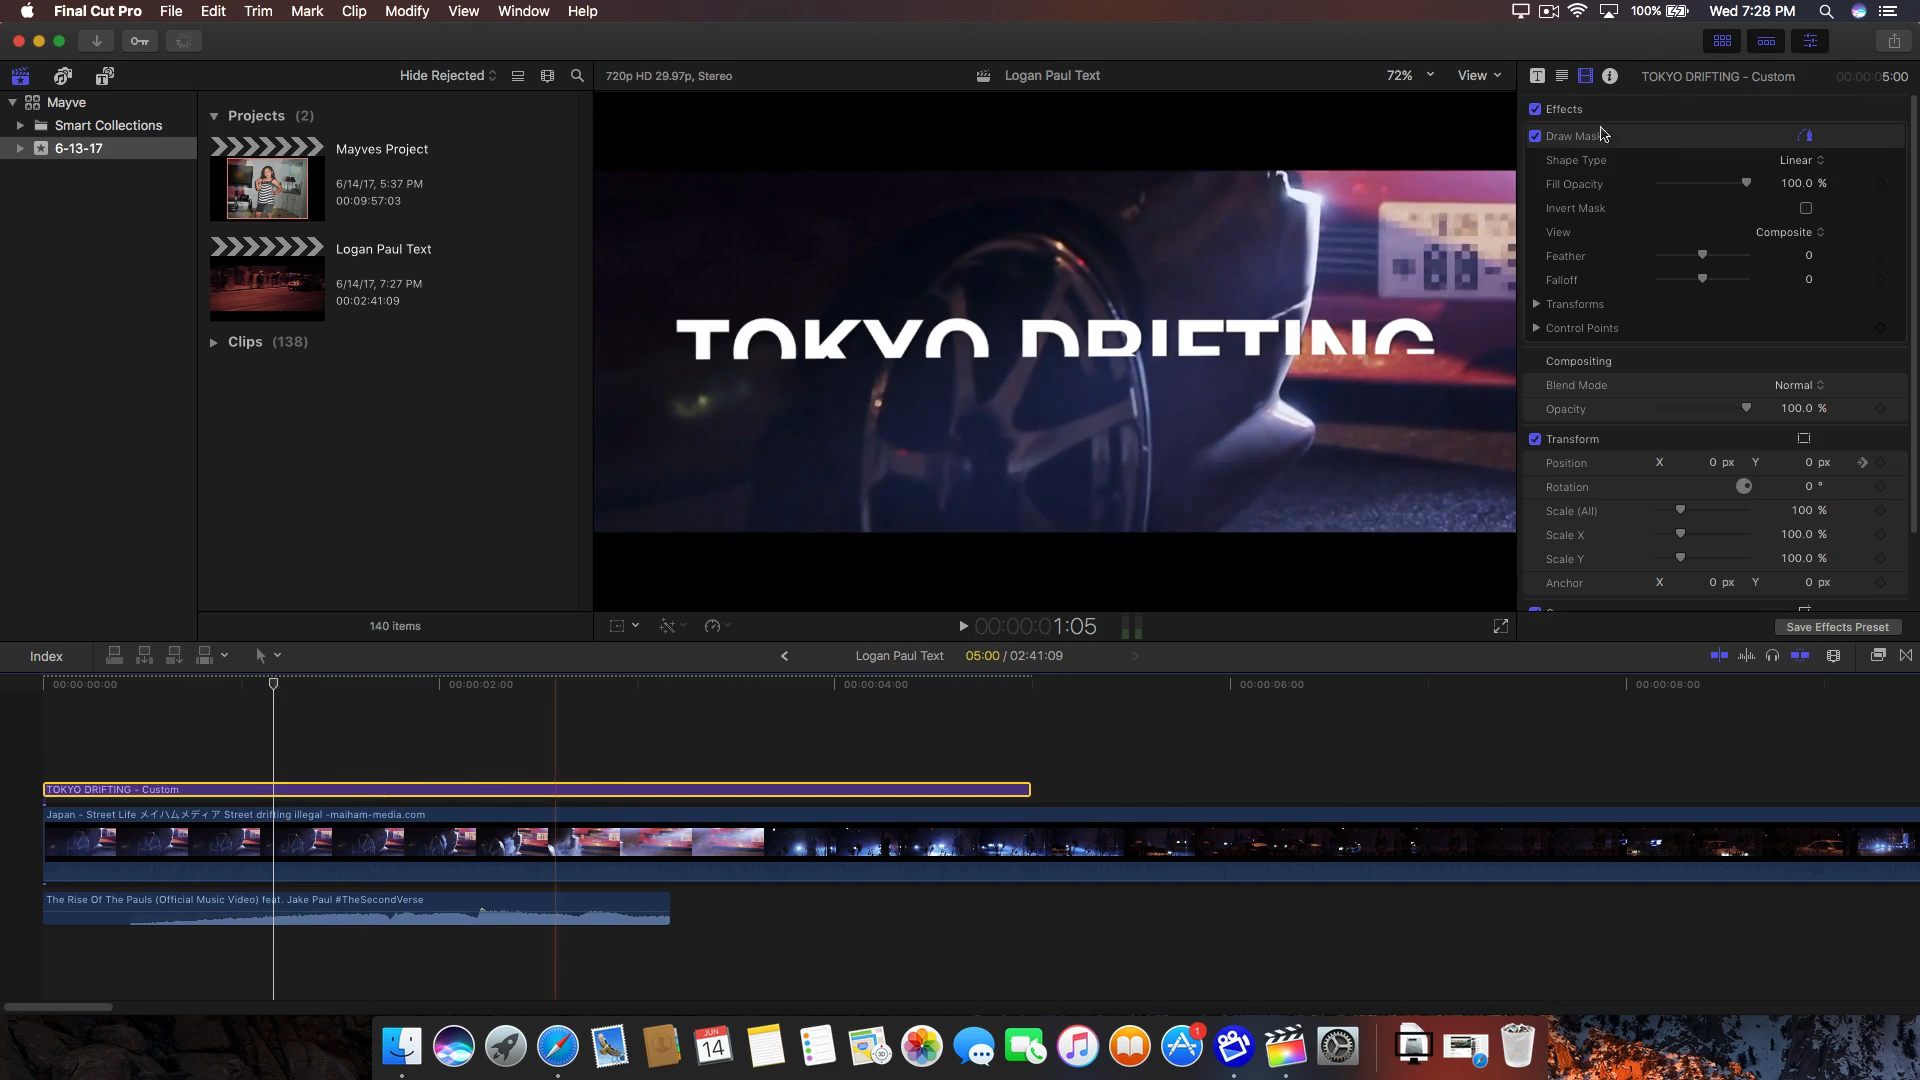 Final Cut Pro File Edit Trim Mark Clip Modify View Window Help 100% Wed 7:28 PM
Hide Rejected 720p HD 29.97p, Stereo Logan Paul Text 72% View TOKYO DRIFTING - Custom 00:00:05:00
Mayve
Smart Collections
6-13-17
Projects (2)
Mayves Project
6/14/17, 5:37 PM
00:09:57:03
Logan Paul Text
6/14/17, 7:27 PM
00:02:41:09
Clips (138)
140 items
TOKYO DRIFTING
00:00:00:01:05
Effects
Draw Mask
Shape Type Linear
Fill Opacity 100.0 %
Invert Mask
View Composite
Feather 0
Falloff 0
Transforms
Control Points
Compositing
Blend Mode Normal
Opacity 100.0 %
Transform
Position X 0 px Y 0 px
Rotation 0 °
Scale (All) 100 %
Scale X 100.0 %
Scale Y 100.0 %
Anchor X 0 px Y 0 px
Save Effects Preset
Index Logan Paul Text 05:00 / 02:41:09
00:00:00:00 00:00:02:00 00:00:04:00 00:00:06:00 00:00:08:00
TOKYO DRIFTING - Custom
Japan - Street Life メイハムメディア Street drifting illegal -maiham-media.com
The Rise Of The Pauls (Official Music Video) feat. Jake Paul #TheSecondVerse
JUN
14
1